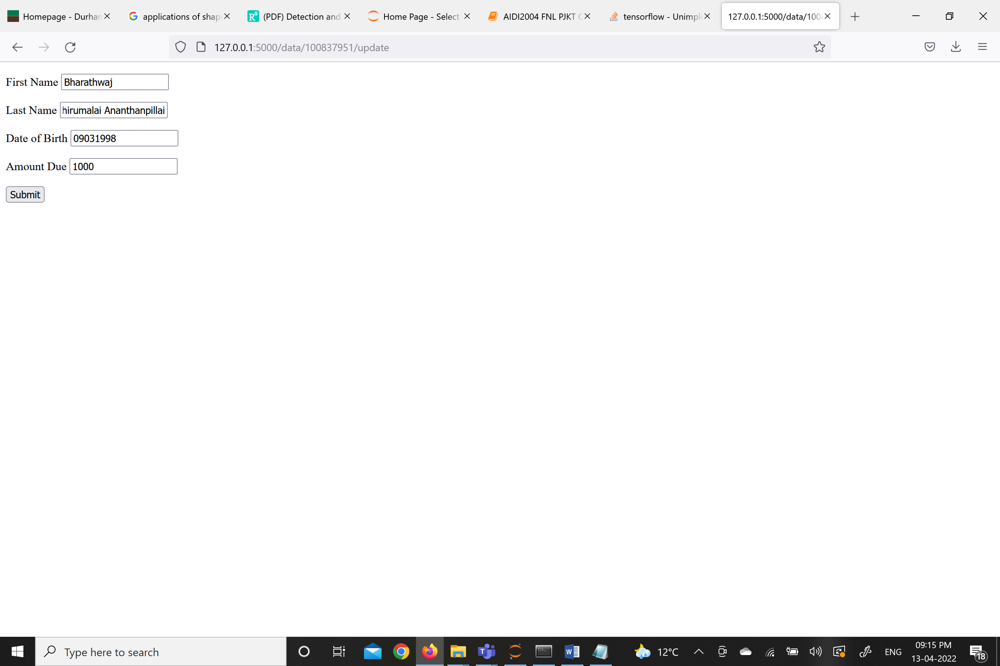 Homepage - Durham
applications of shap
(PDF) Detection and
Home Page - Select
AIDI2004 FNL PJKT
tensorflow - Unimpl
127.0.0.1:5000/data/100
127.0.0.1:5000/data/100837951/update
First Name Bharathwaj
Last Name hirumalai Ananthanpillai
Date of Birth 09031998
Amount Due 1000
Submit
Type here to search
12°C
ENG
09:15 PM
13-04-2022
18